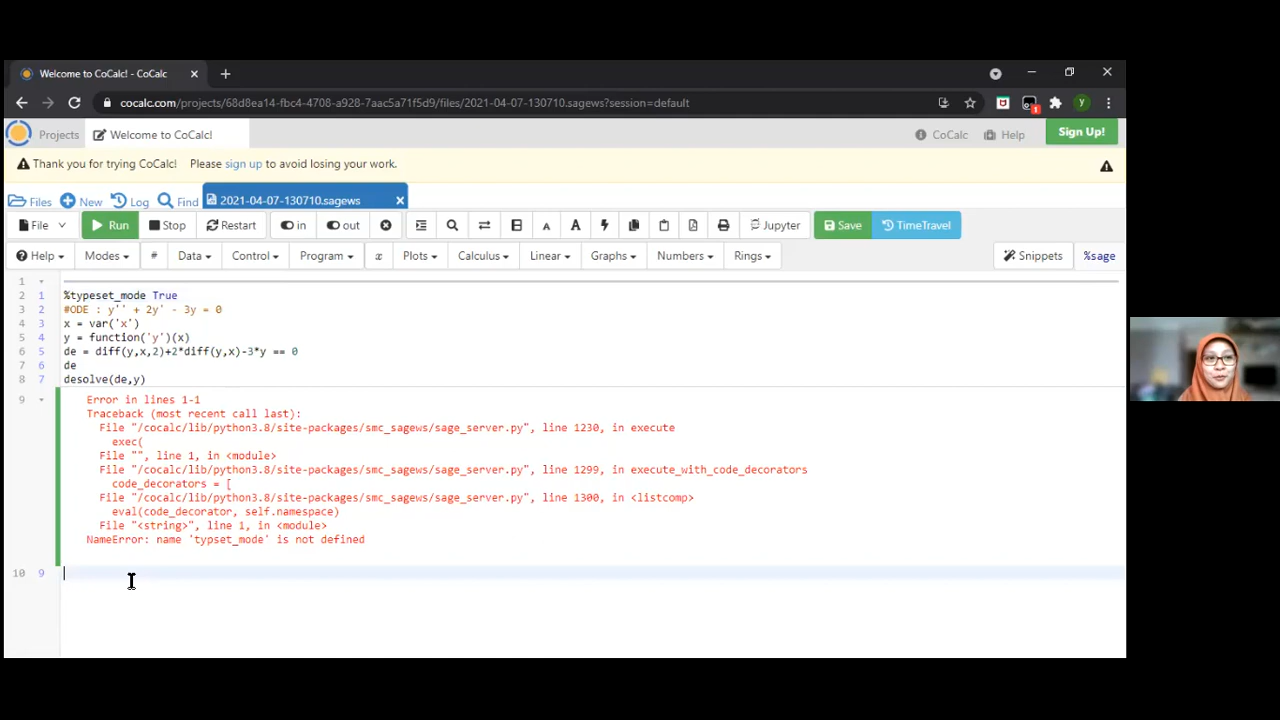 Welcome to CoCalc! - CoCalc
cocalc.com/projects/68d8ea14-fbc4-4708-a928-7aac5a71f5d9/files/2021-04-07-130710.sagews?session=default
1
y
Projects
Welcome to CoCalc!
CoCalc
Help
Sign Up!
Thank you for trying CoCalc! Please sign up to avoid losing your work.
Files
New
Log
Find
2021-04-07-130710.sagews
File
Run
Stop
Restart
in
out
A
A
Jupyter
Save
TimeTravel
Help
Modes
#
Data
Control
Program
x
Plots
Calculus
Linear
Graphs
Numbers
Rings
Snippets
%sage
1
2 1 %typeset_mode True
3 2 #ODE : y'' + 2y' - 3y = 0
4 3 x = var('x')
5 4 y = function('y')(x)
6 5 de = diff(y,x,2)+2*diff(y,x)-3*y == 0
7 6 de
8 7 desolve(de,y)
9 Error in lines 1-1
Traceback (most recent call last):
File "/cocalc/lib/python3.8/site-packages/smc_sagews/sage_server.py", line 1230, in execute
exec(
File "", line 1, in <module>
File "/cocalc/lib/python3.8/site-packages/smc_sagews/sage_server.py", line 1299, in execute_with_code_decorators
code_decorators = [
File "/cocalc/lib/python3.8/site-packages/smc_sagews/sage_server.py", line 1300, in <listcomp>
eval(code_decorator, self.namespace)
File "<string>", line 1, in <module>
NameError: name 'typset_mode' is not defined
10 9